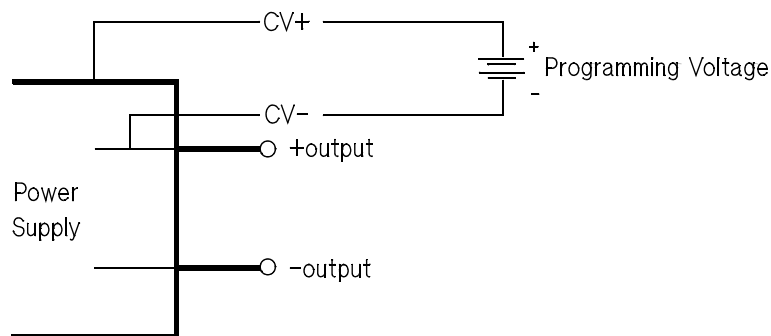 CV+
+
Programming Voltage
-
CV-
+output
Power
Supply
-output